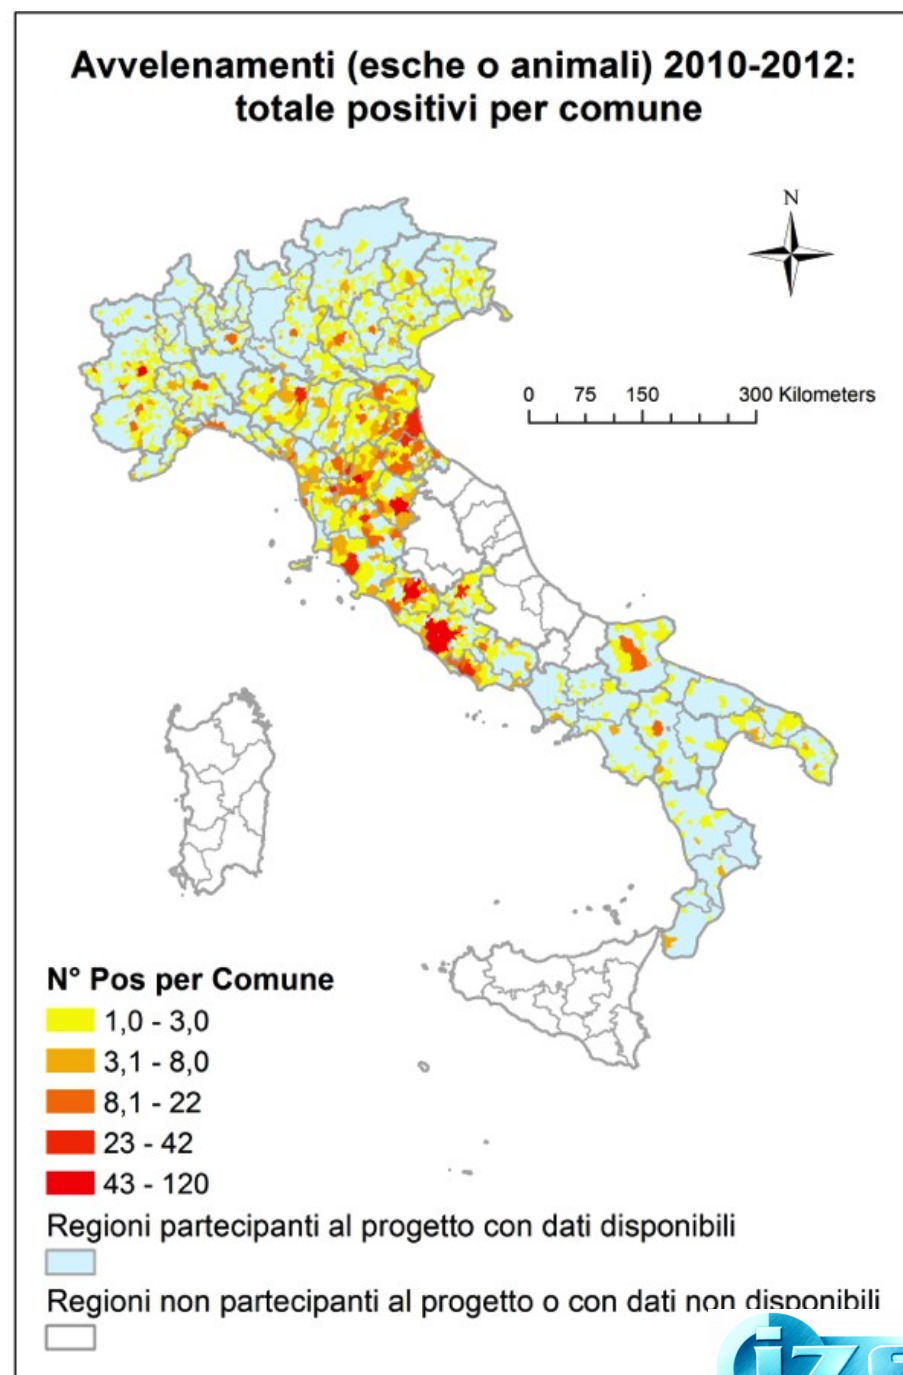 Avvelenamenti (esche o animali) 2010-2012:
totale positivi per comune
N
0 75 150 300 Kilometers
N° Pos per Comune
1,0 - 3,0
3,1 - 8,0
8,1 - 22
23 - 42
43 - 120
Regioni partecipanti al progetto con dati disponibili
Regioni non partecipanti al progetto o con dati non disponibili
izs